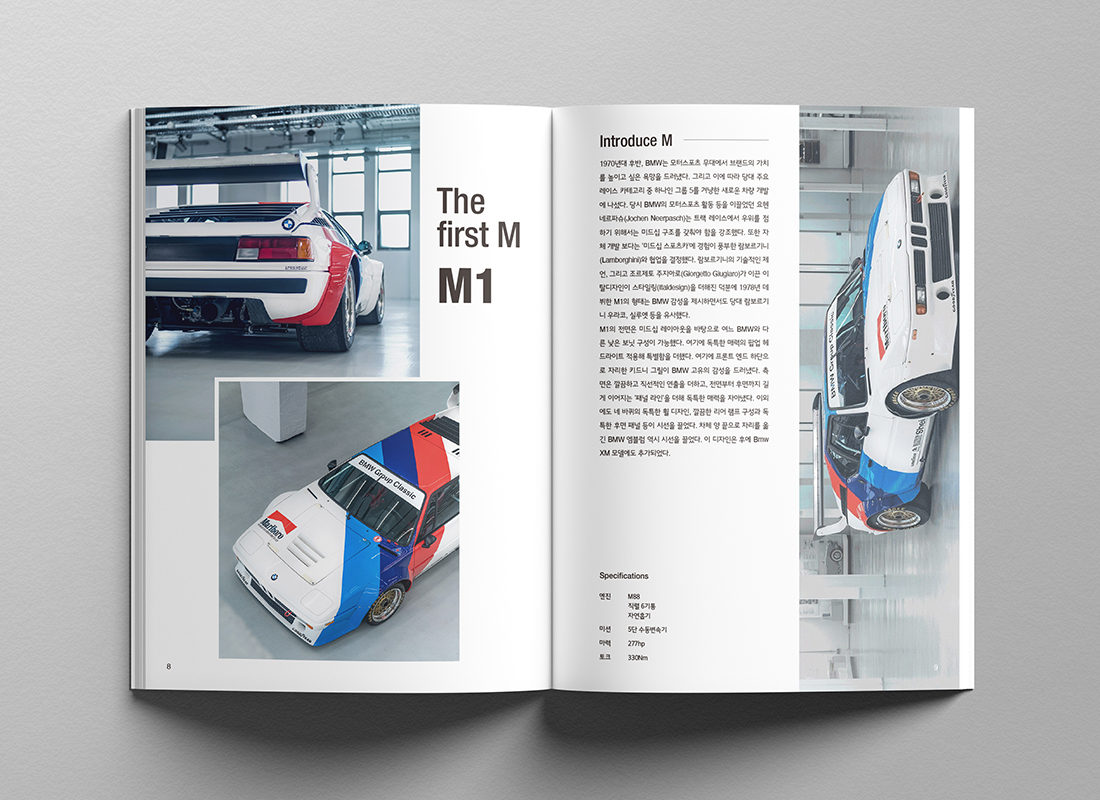 The
first M
M1
BMW Group Classic
Marlboro
8
Introduce M
1970년대 후반, BMW는 모터스포츠 무대에서 브랜드의 가치
를 높이고 싶은 욕망을 드러냈다. 그리고 이에 따라 당대 주요
레이스 카테고리 중 하나인 그룹 5를 겨냥한 새로운 차량 개발
에 나섰다. 당시 BMW의 모터스포츠 활동 등을 이끌었던 요헨
네르파슈(Jochen Neerpasch)는 트랙 레이스에서 우위를 점
하기 위해서는 미드십 구조를 갖춰야 함을 강조했다. 또한 자
체 개발 보다는 '미드십 스포츠카'에 경험이 풍부한 람보르기니
(Lamborghini)와 협업을 결정했다. 람보르기니의 기술적인 제
언, 그리고 조르제토 주지아로(Giorgetto Giugiaro)가 이끈 이
탈디자인이 스타일링(Italdesign)을 더해진 덕분에 1978년 데
뷔한 M1의 형태는 BMW 감성을 제시하면서도 당대 람보르기
니 우라코, 실루엣 등을 유사했다.
M1의 전면은 미드십 레이아웃을 바탕으로 여느 BMW와 다
른 낮은 보닛 구성이 가능했다. 여기에 독특한 매력의 팝업 헤
드라이트 적용해 특별함을 더했다. 여기에 프론트 엔드 하단으
로 자리한 키드니 그릴이 BMW 고유의 감성을 드러냈다. 측
면은 깔끔하고 직선적인 연출을 더하고, 전면부터 후면까지 길
게 이어지는 '패널 라인'을 더해 독특한 매력을 자아냈다. 이외
에도 네 바퀴의 독특한 휠 디자인, 깔끔한 리어 램프 구성과 독
특한 후면 패널 등이 시선을 끌었다. 차체 양 끝으로 자리를 옮
긴 BMW 엠블럼 역시 시선을 끌었다. 이 디자인은 후에 Bmw
XM 모델에도 추가되었다.
Specifications
엔진 M88
직렬 6기통
자연흡기
미션 5단 수동변속기
마력 277hp
토크 330Nm
BMW Group Classic
Marlboro
9